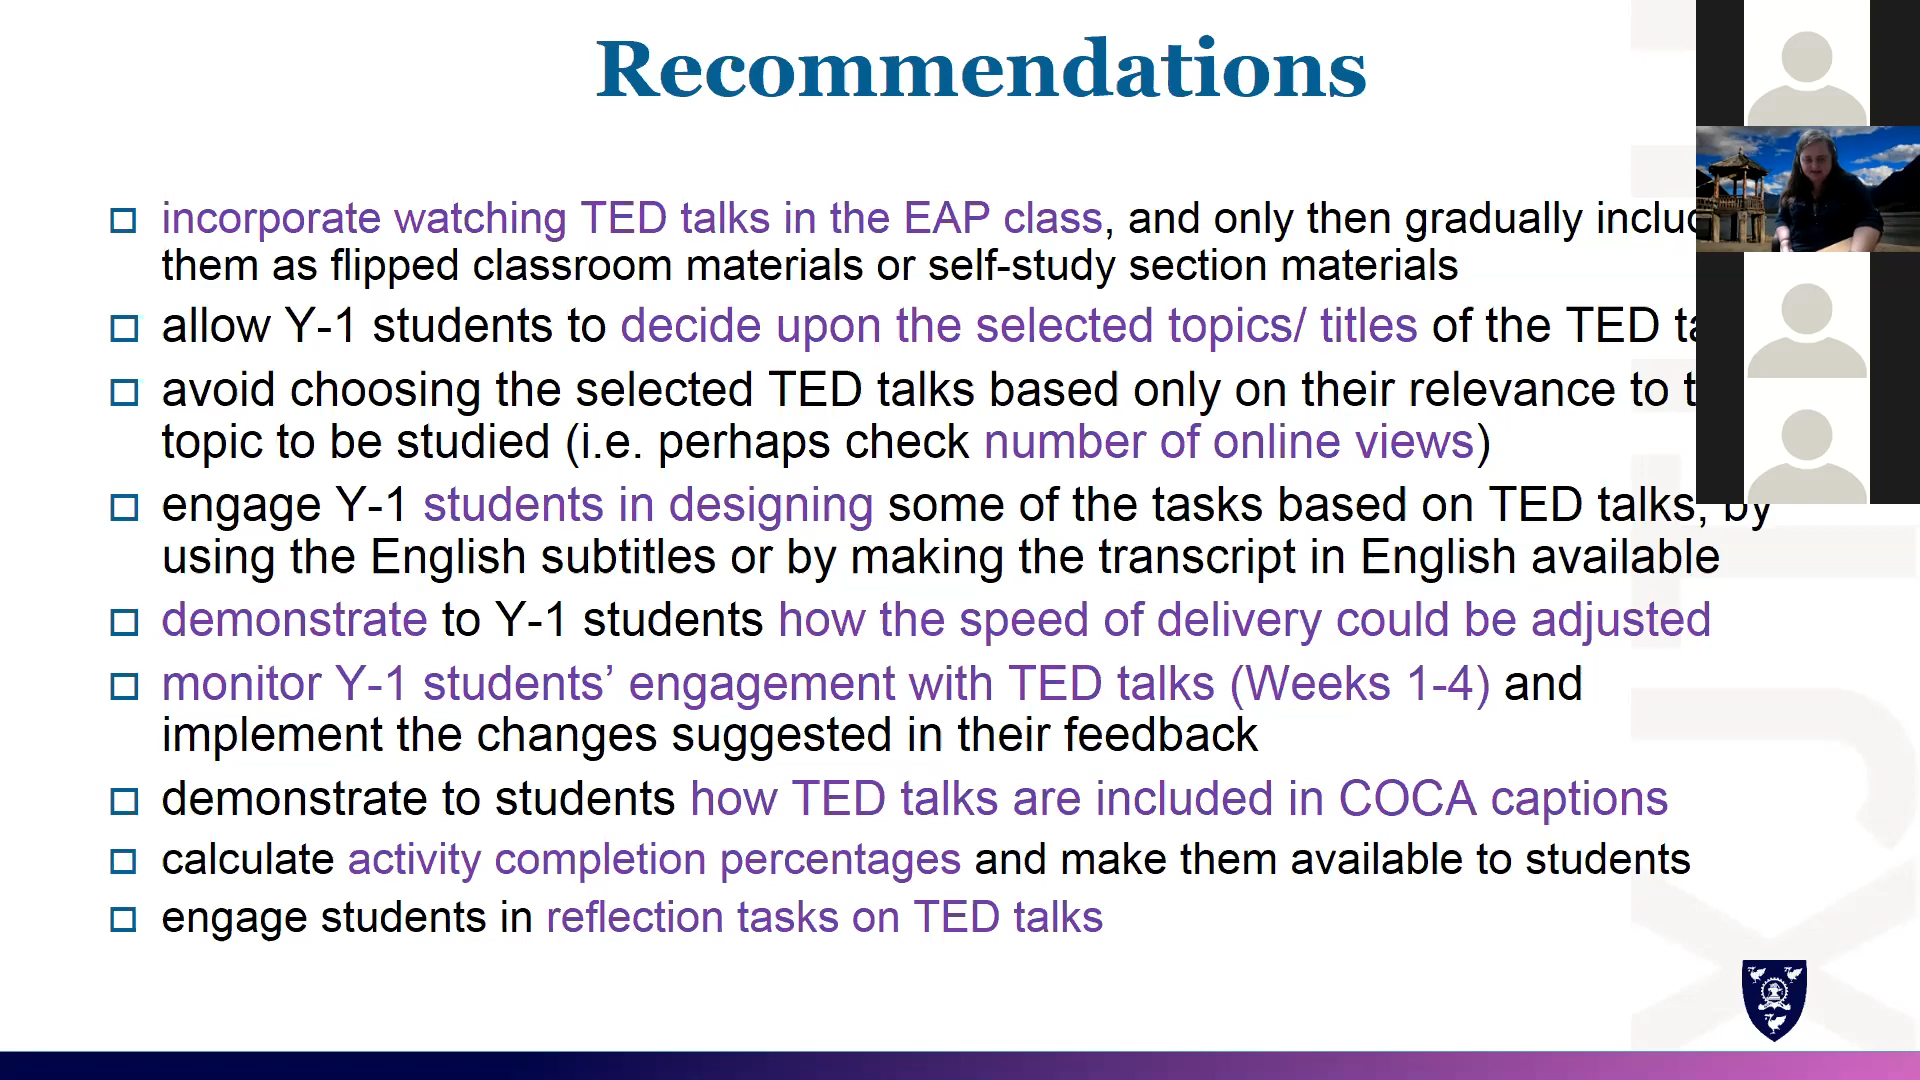 Recommendations
incorporate watching TED talks in the EAP class, and only then gradually
them as flipped classroom materials or self-study section materials
allow Y-1 students to decide upon the selected topics/ titles of the TED
avoid choosing the selected TED talks based only on their relevance to
topic to be studied (i.e. perhaps check number of online views)
engage Y-1 students in designing some of the tasks based on TED talks, by
using the English subtitles or by making the transcript in English available
demonstrate to Y-1 students how the speed of delivery could be adjusted
monitor Y-1 students’ engagement with TED talks (Weeks 1-4) and
implement the changes suggested in their feedback
demonstrate to students how TED talks are included in COCA captions
calculate activity completion percentages and make them available to students
engage students in reflection tasks on TED talks